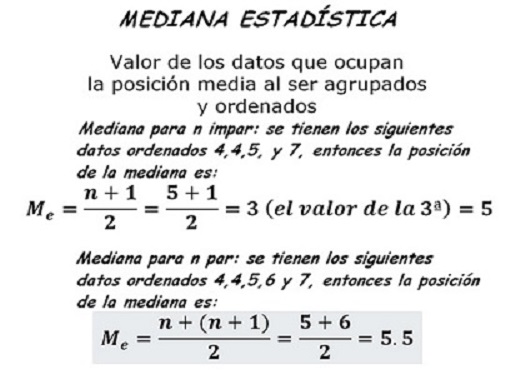 MEDIANA ESTADÍSTICA
Valor de los datos que ocupan
la posición media al ser agrupados
y ordenados
Mediana para n impar: se tienen los siguientes
datos ordenados 4,4,5, y 7, entonces la posición
de la mediana es:
Mₑ = (n + 1)/2 = (5 + 1)/2 = 3 (el valor de la 3ª) = 5
Mediana para n par: se tienen los siguientes
datos ordenados 4,4,5,6 y 7, entonces la posición
de la mediana es:
Mₑ = (n + (n + 1))/2 = (5 + 6)/2 = 5.5